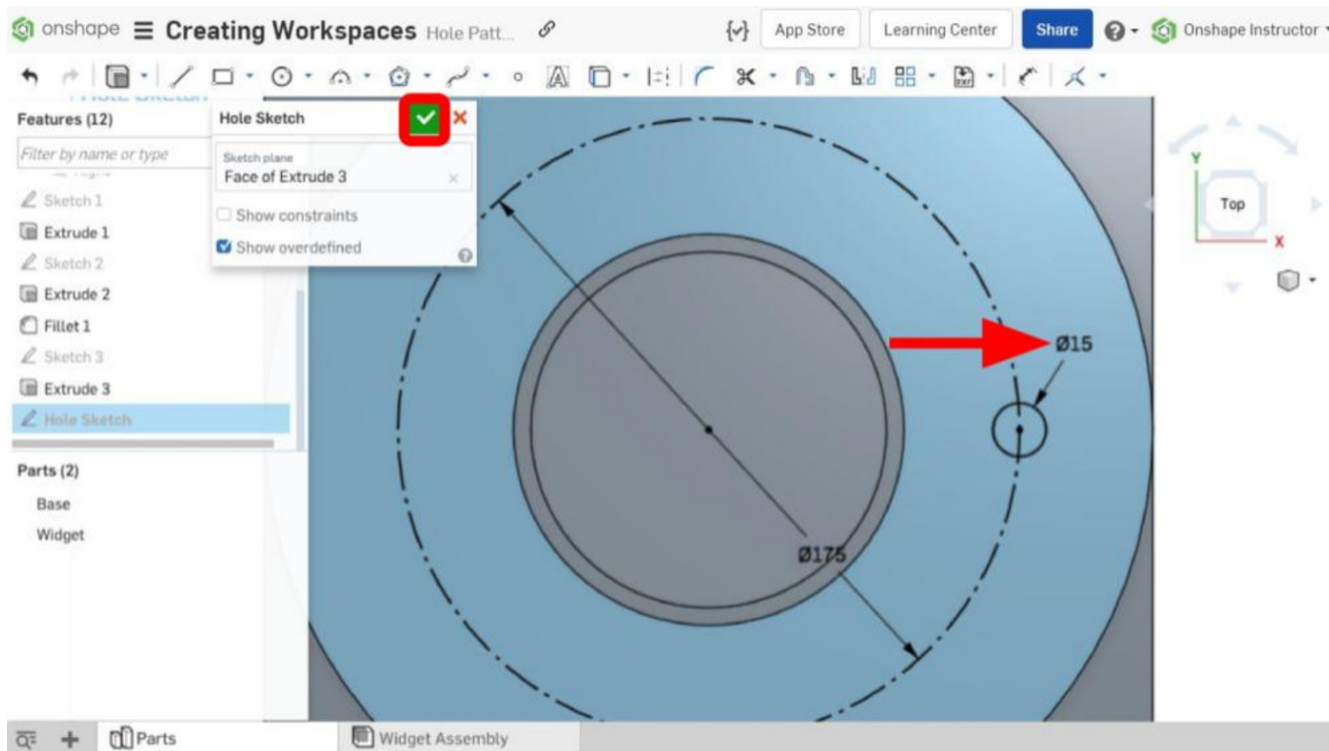 onshape Creating Workspaces Hole Patt... App Store Learning Center Share Onshape Instructor
Hole Sketch
Features (12)
Filter by name or type
Sketch 1
Extrude 1
Sketch 2
Extrude 2
Fillet 1
Sketch 3
Extrude 3
Hole Sketch
Parts (2)
Base
Widget
Hole Sketch
Sketch plane
Face of Extrude 3
Show constraints
Show overdefined
Ø15
Ø175
Y
Top
X
Parts
Widget Assembly